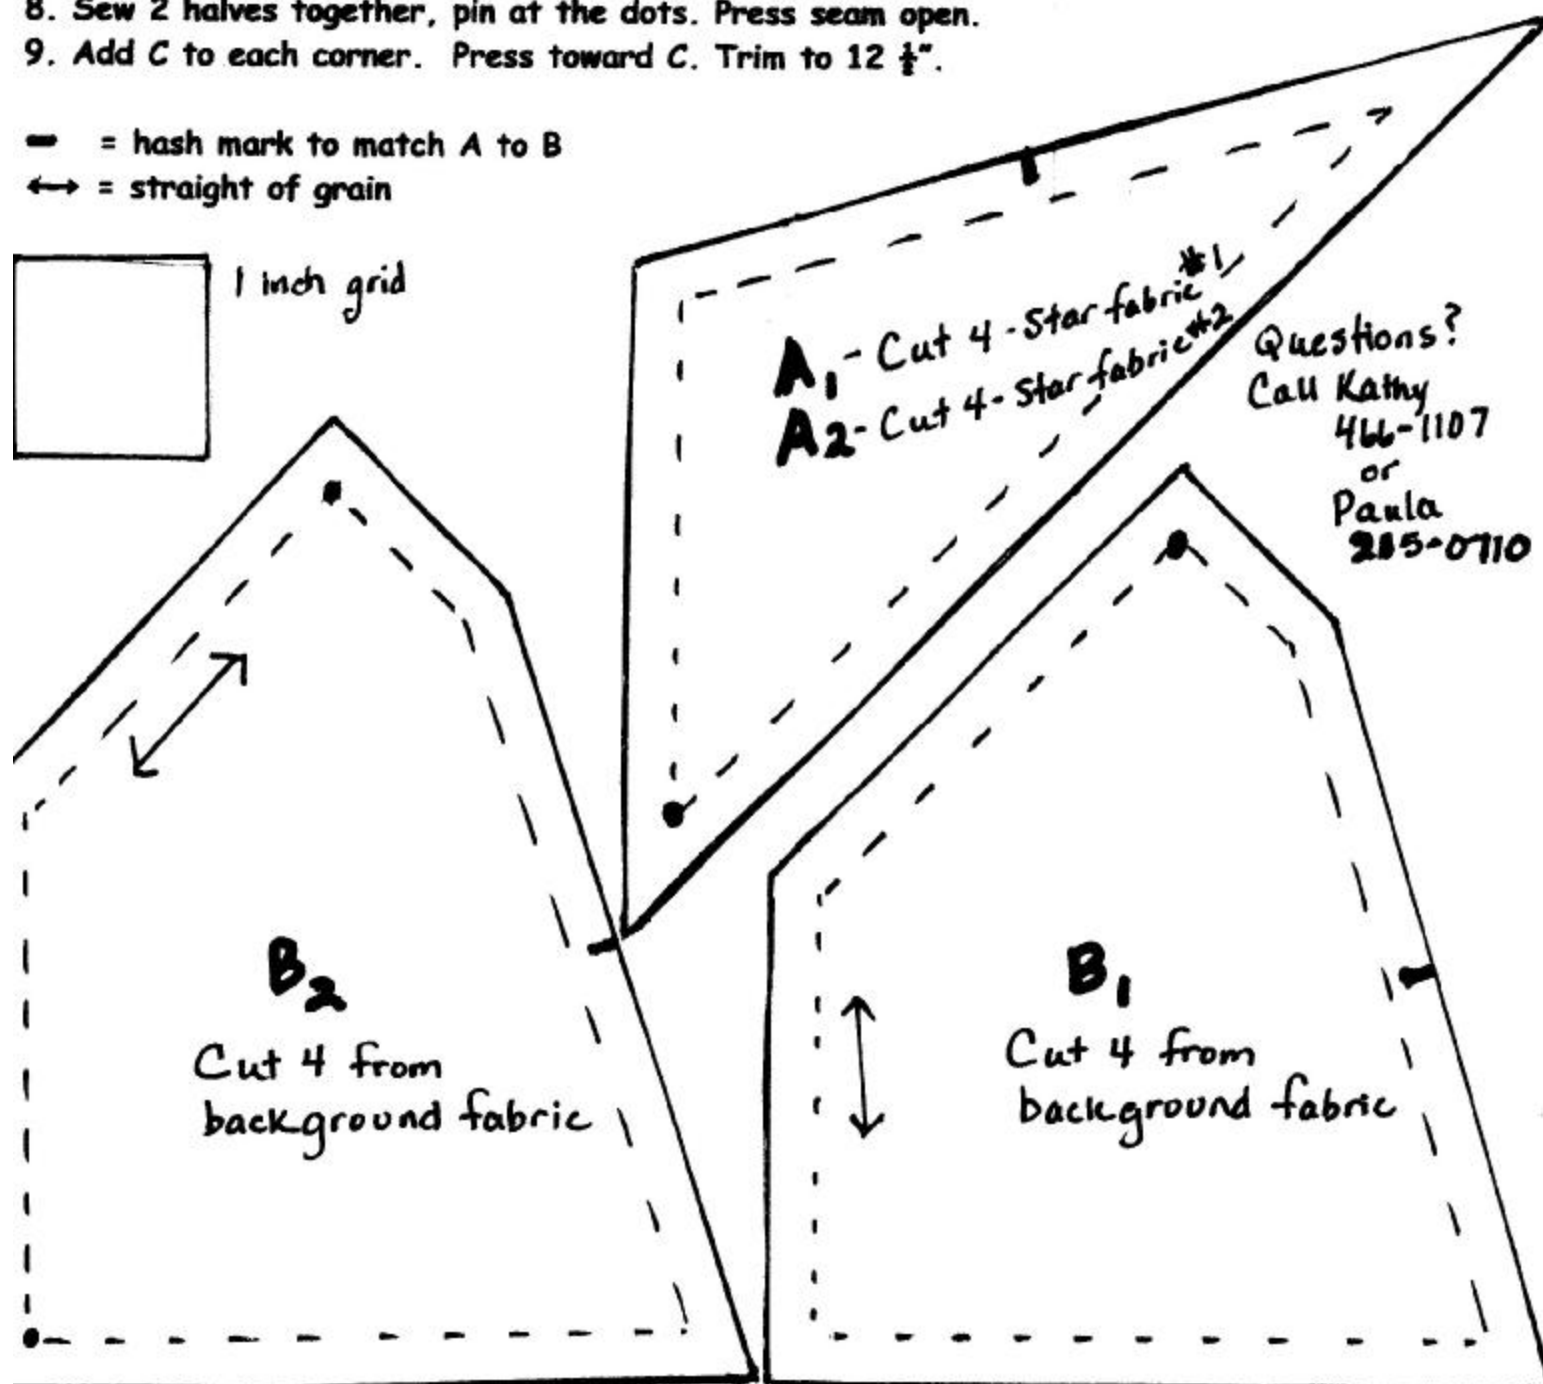 8. Sew 2 halves together, pin at the dots. Press seam open.
9. Add C to each corner. Press toward C. Trim to 12 ½".
= hash mark to match A to B
↔ = straight of grain
1 inch grid
A1 - Cut 4 - Star fabric #1
A2 - Cut 4 - Star fabric #2
Questions?
Call Kathy
466-1107
or
Paula
285-0710
B2
Cut 4 from
background fabric
B1
Cut 4 from
background fabric